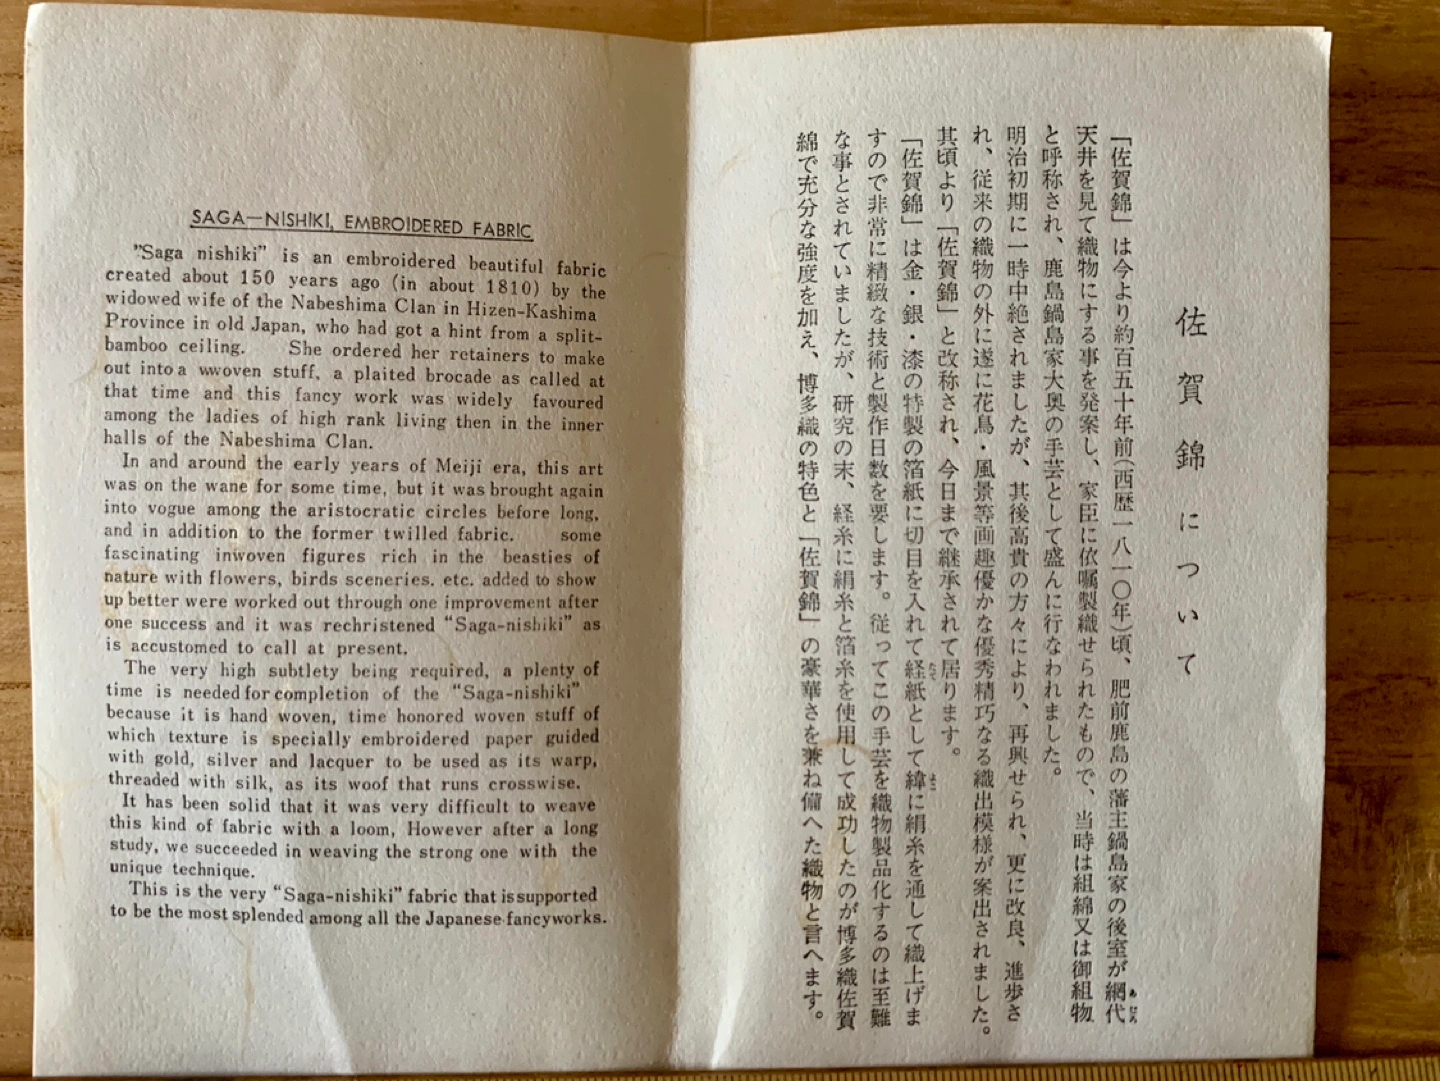 SAGA—NISHIKI, EMBROIDERED FABRIC
"Saga nishiki" is an embroidered beautiful fabric
created about 150 years ago (in about 1810) by the
widowed wife of the Nabeshima Clan in Hizen-Kashima
Province in old Japan, who had got a hint from a split-
bamboo ceiling. She ordered her retainers to make
out into a wwoven stuff, a plaited brocade as called at
that time and this fancy work was widely favoured
among the ladies of high rank living then in the inner
halls of the Nabeshima Clan.
In and around the early years of Meiji era, this art
was on the wane for some time, but it was brought again
into vogue among the aristocratic circles before long,
and in addition to the former twilled fabric. some
fascinating inwoven figures rich in the beasties of
nature with flowers, birds sceneries. etc. added to show
up better were worked out through one improvement after
one success and it was rechristened "Saga-nishiki" as
is accustomed to call at present.
The very high subtlety being required, a plenty of
time is needed for completion of the "Saga-nishiki"
because it is hand woven, time honored woven stuff of
which texture is specially embroidered paper guided
with gold, silver and lacquer to be used as its warp,
threaded with silk, as its woof that runs crosswise.
It has been solid that it was very difficult to weave
this kind of fabric with a loom, However after a long
study, we succeeded in weaving the strong one with the
unique technique.
This is the very "Saga-nishiki" fabric that is supported
to be the most splended among all the Japanese fancyworks.
佐賀錦について
「佐賀錦」は今より約百五十年前(西歴一八一〇年)頃、肥前鹿島の藩主鍋島家の後室が網代
天井を見て織物にする事を発案し、家臣に依嘱製織せられたもので、当時は組錦又は御組物
と呼称され、鹿島鍋島家大奥の手芸として盛んに行なわれました。
明治初期に一時中絶されましたが、其後高貴の方々により、再興せられ、更に改良、進歩さ
れ、従来の織物の外に遂に花鳥・風景等画趣優かな優秀精巧なる織出模様が案出されました。
其頃より「佐賀錦」と改称され、今日まで継承されて居ります。
「佐賀錦」は金・銀・漆の特製の箔紙に切目を入れて経紙として緯に絹糸を通して織上げま
すので非常に精緻な技術と製作日数を要します。従ってこの手芸を織物製品化するのは至難
な事とされていましたが、研究の末、経糸に絹糸と箔糸を使用して成功したのが博多織佐賀
錦で充分な強度を加え、博多織の特色と「佐賀錦」の豪華さを兼ね備へた織物と言へます。